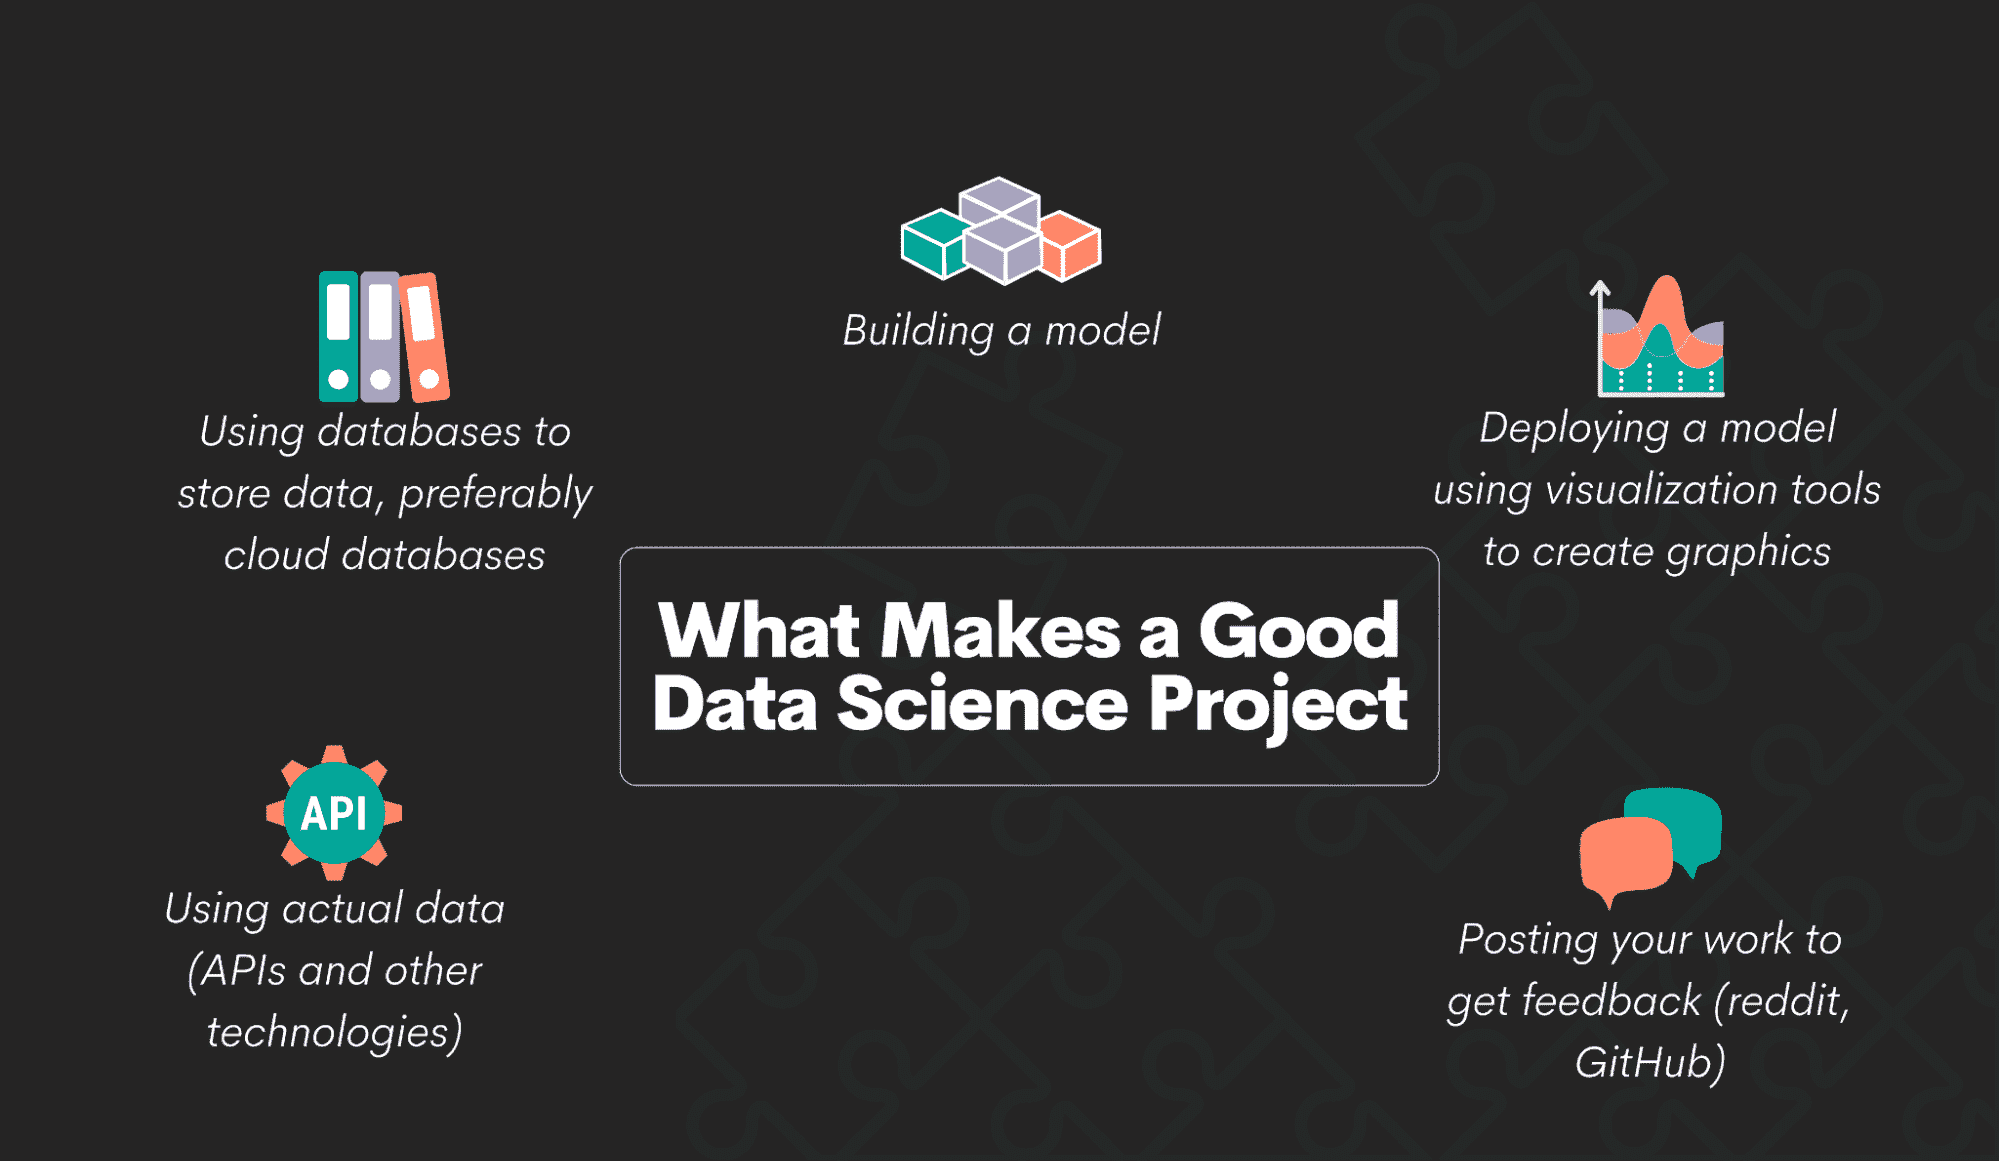 Building a model
Using databases to
store data, preferably
cloud databases
Deploying a model
using visualization tools
to create graphics
What Makes a Good
Data Science Project
API
Using actual data
(APIs and other
technologies)
Posting your work to
get feedback (reddit,
GitHub)